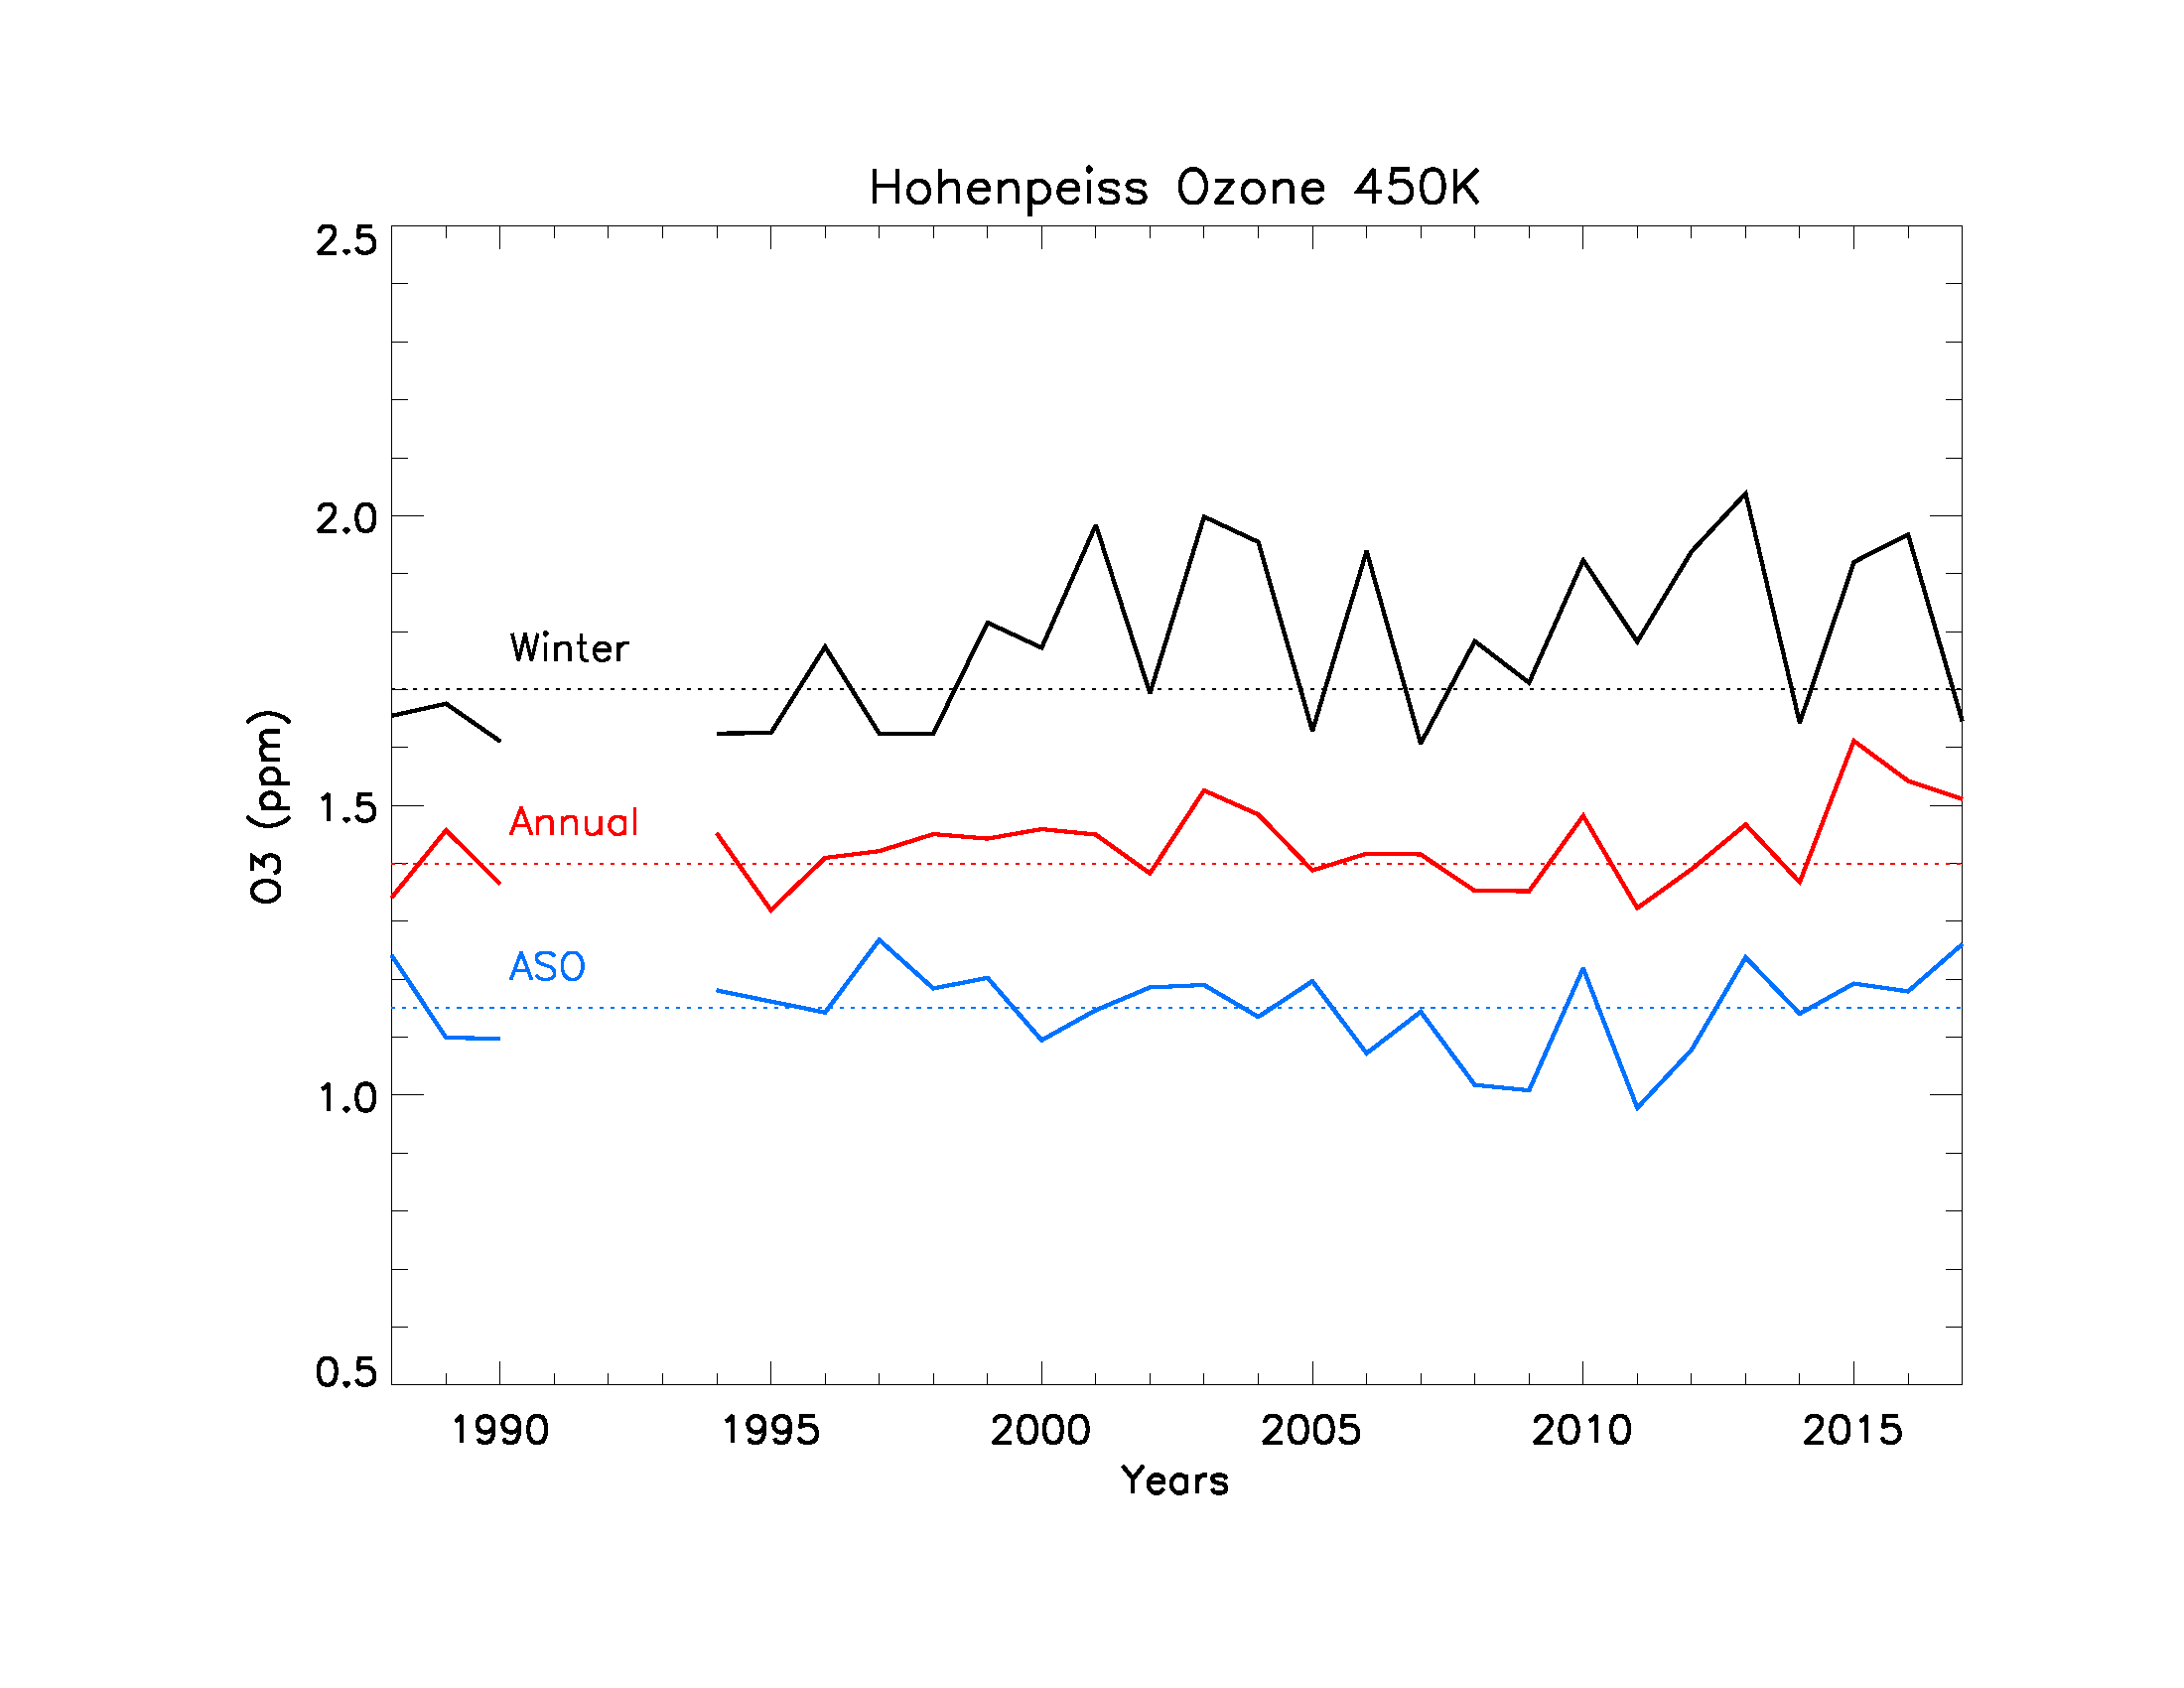 Hohenpeiss Ozone 450K
2.5
2.0
Winter
1.5
Annual
O3 (ppm)
ASO
1.0
0.5
1990 1995 2000 2005 2010 2015
Years